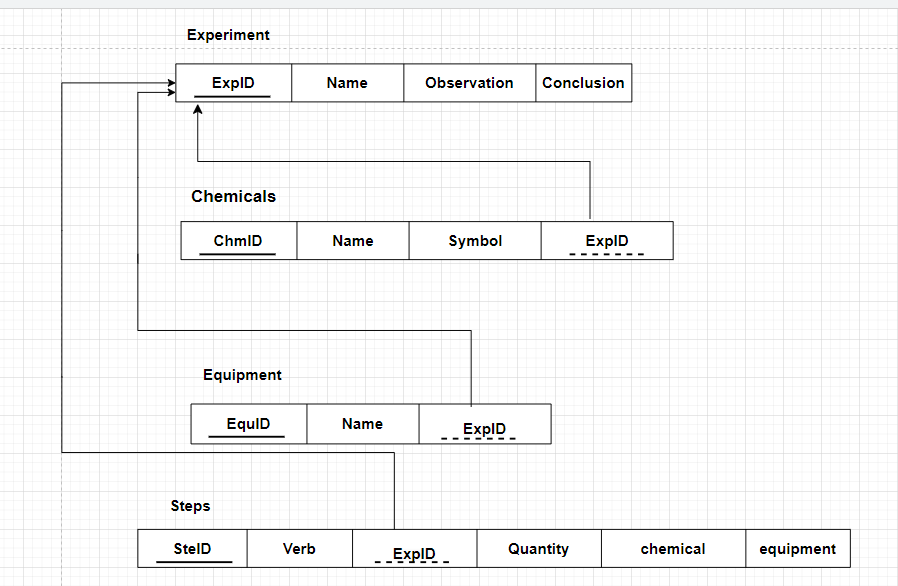 Experiment
ExpID Name Observation Conclusion
Chemicals
ChmID Name Symbol ExpID
Equipment
EquID Name ExpID
Steps
SteID Verb ExpID Quantity chemical equipment